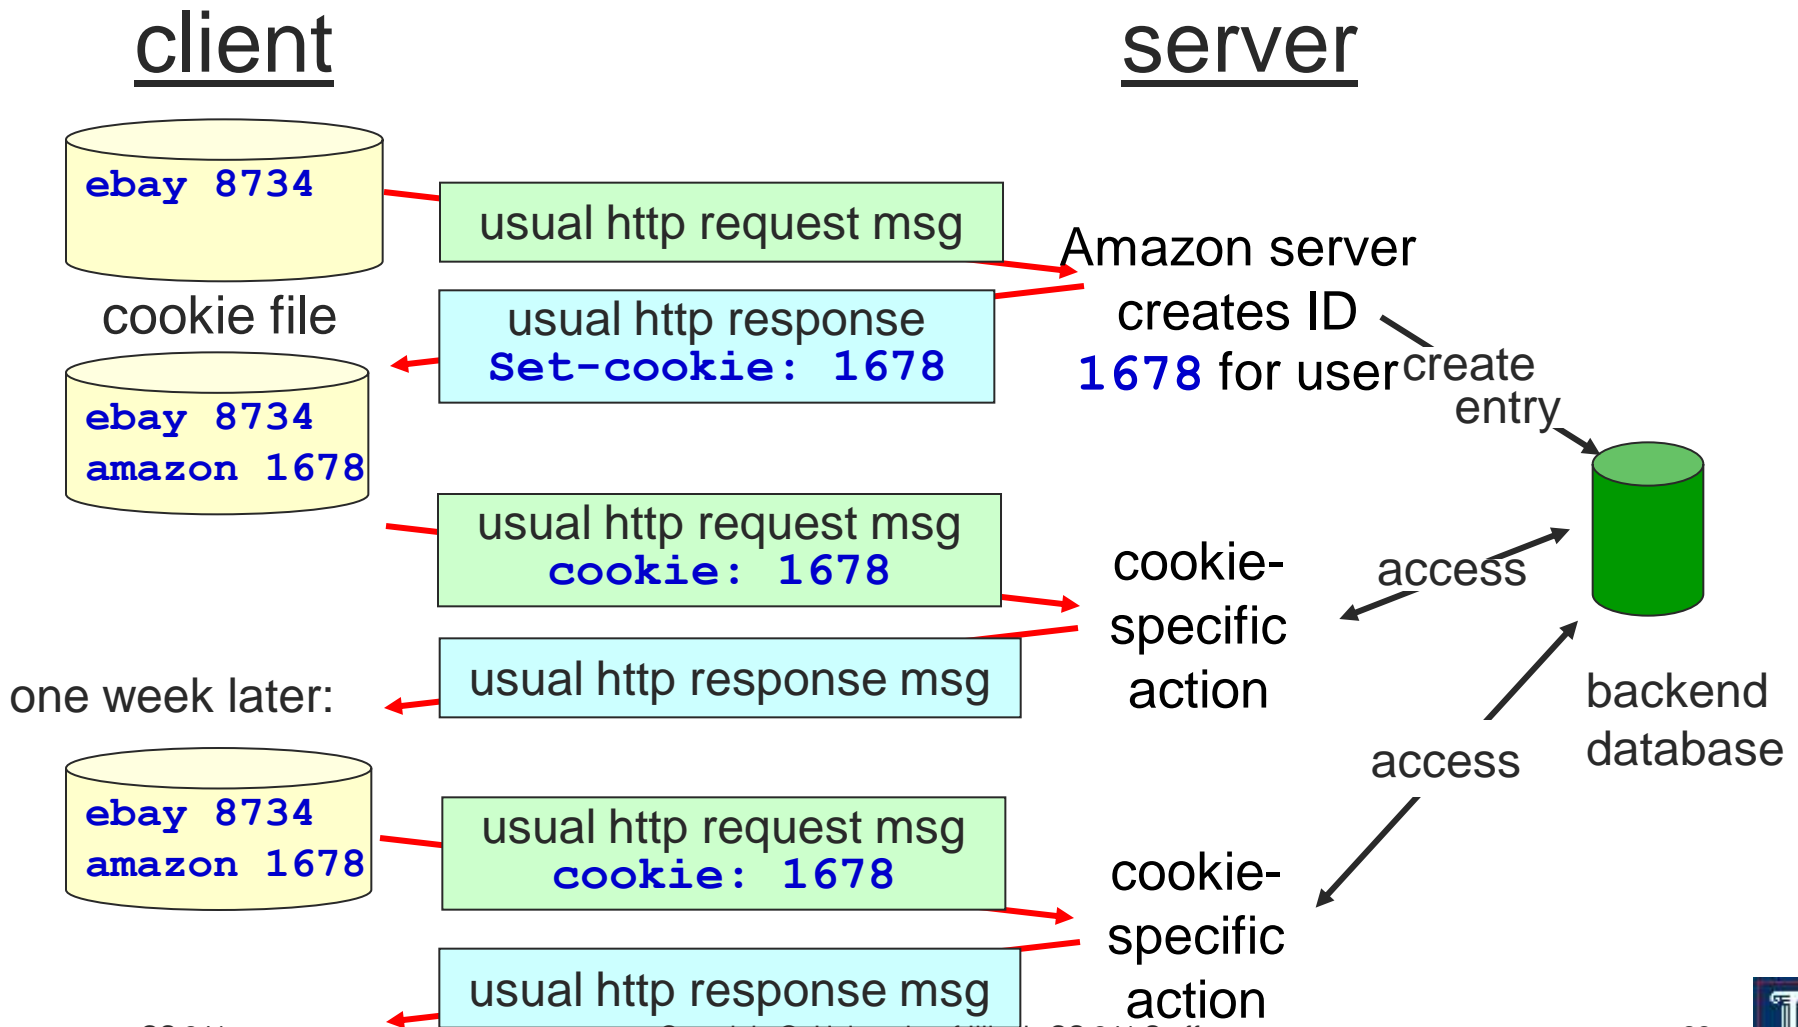 client
server
ebay 8734
usual http request msg
Amazon server
creates ID
1678 for user
cookie file
usual http response
Set-cookie: 1678
create
entry
ebay 8734
amazon 1678
usual http request msg
cookie: 1678
cookie-
specific
action
access
usual http response msg
one week later:
backend
database
access
ebay 8734
amazon 1678
usual http request msg
cookie: 1678
cookie-
specific
action
usual http response msg